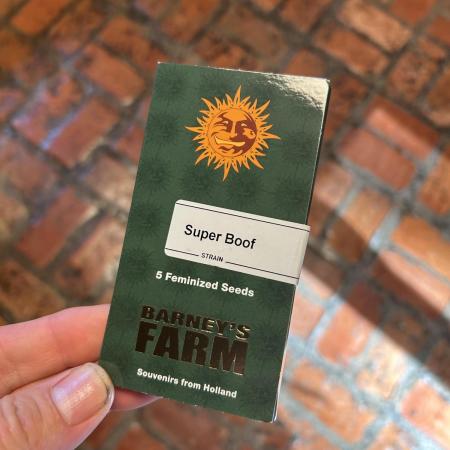 Super Boof
STRAIN
5 Feminized Seeds
BARNEY'S
FARM
Souvenirs from Holland